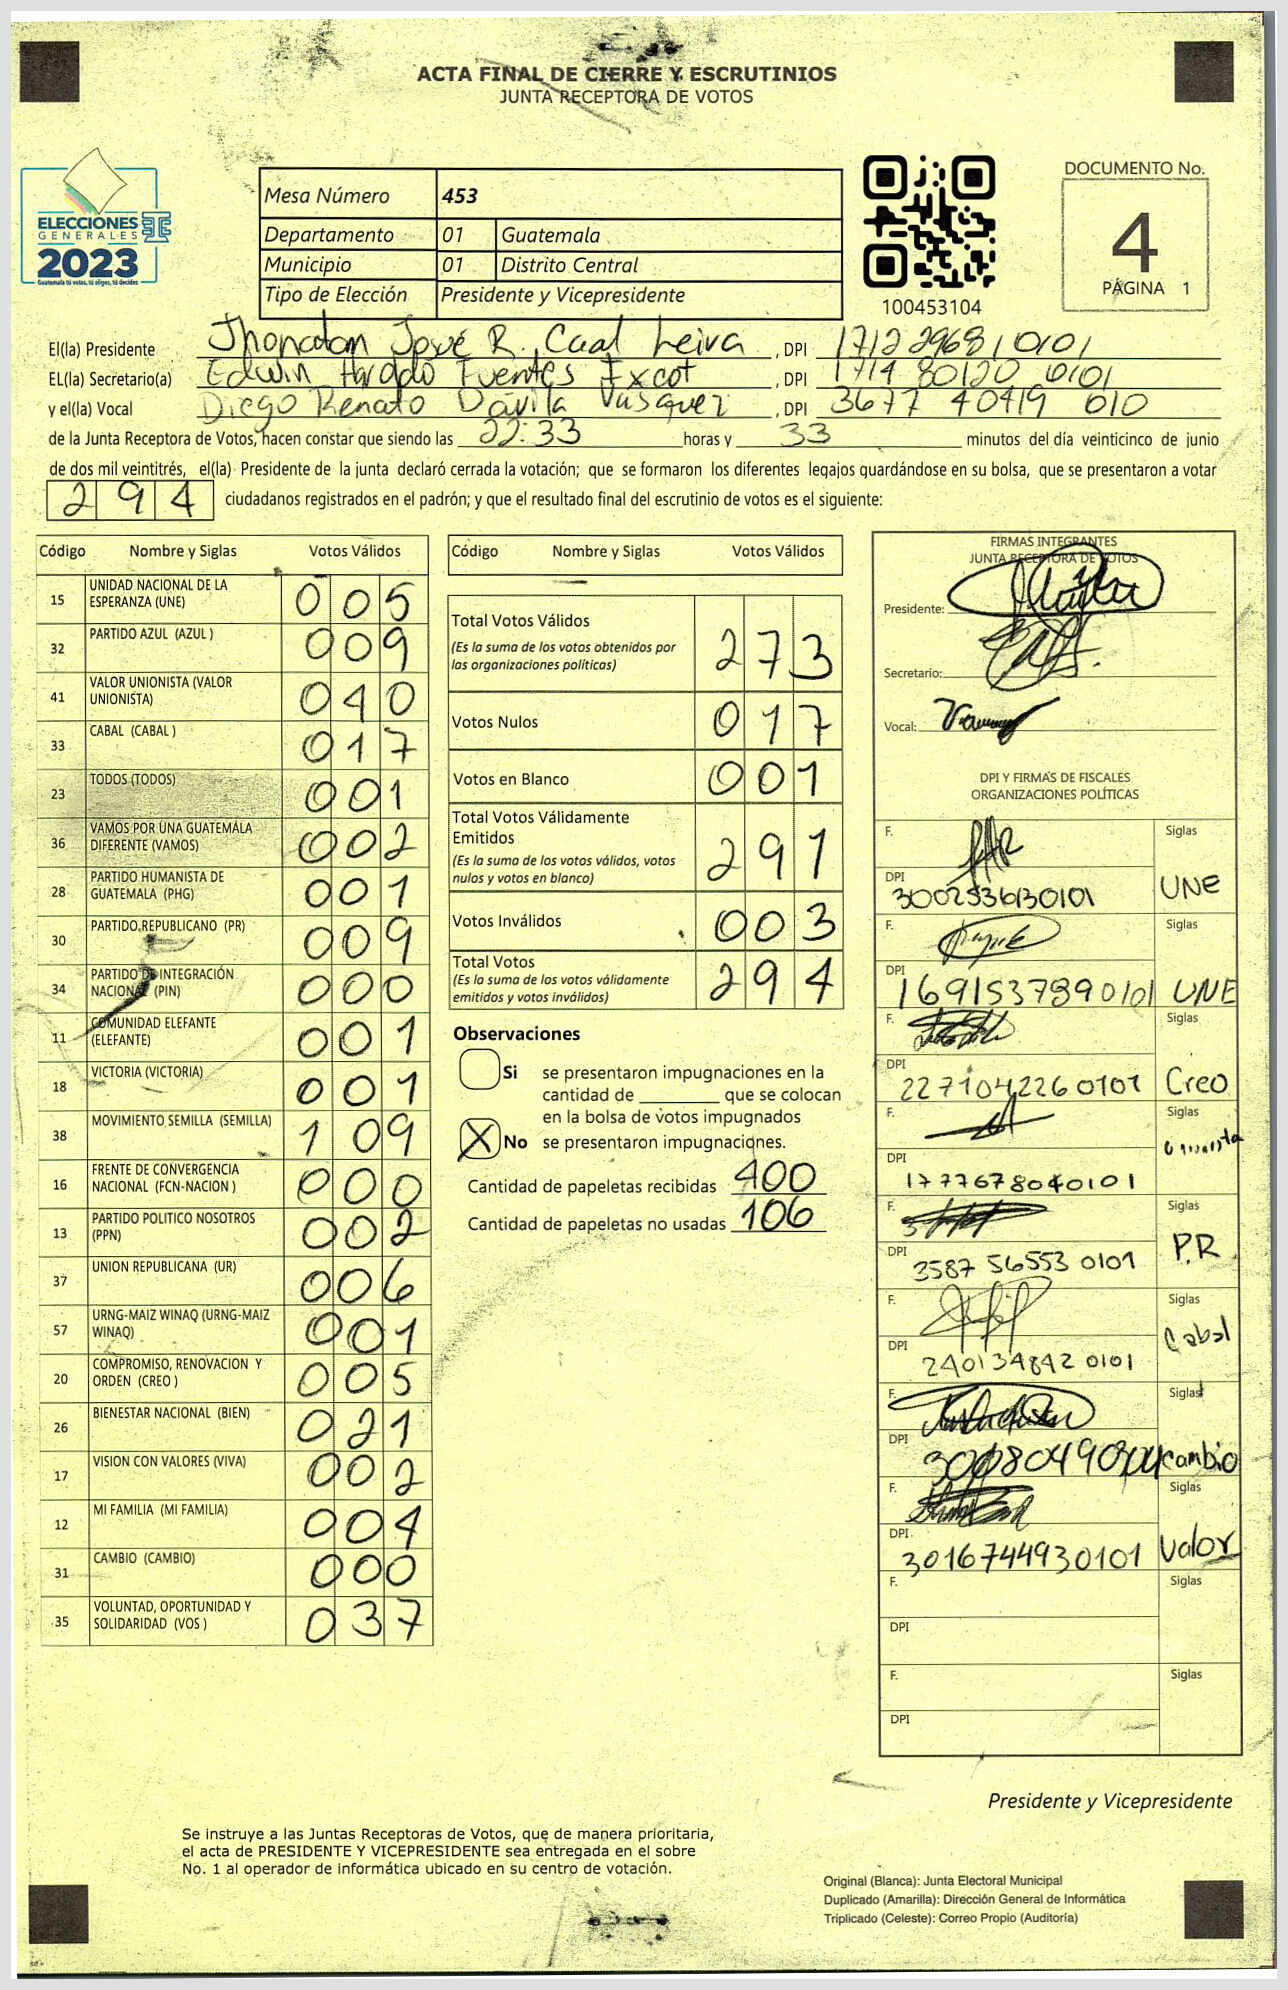 ACTA FINAL DE CIERRE Y ESCRUTINIOS
JUNTA RECEPTORA DE VOTOS
ELECCIONES
GENERALES
2023
Guatemala tú votas, tú eliges, tú decides
Mesa Número 453
Departamento 01 Guatemala
Municipio 01 Distrito Central
Tipo de Elección Presidente y Vicepresidente
100453104
DOCUMENTO No.
4
PÁGINA 1
El(la) Presidente Jhonatan José R. Caal Leiva , DPI 1712296810101
EL(la) Secretario(a) Edwin Haroldo Fuentes Ixcot , DPI 1714 80120 0101
y el(la) Vocal Diego Renato Dávila Vásquez , DPI 3677 40419 010
de la Junta Receptora de Votos, hacen constar que siendo las 22:33 horas y 33 minutos del día veinticinco de junio
de dos mil veintitrés, el(la) Presidente de la junta declaró cerrada la votación; que se formaron los diferentes legajos guardándose en su bolsa, que se presentaron a votar
294 ciudadanos registrados en el padrón; y que el resultado final del escrutinio de votos es el siguiente:
Código Nombre y Siglas Votos Válidos
15 UNIDAD NACIONAL DE LA ESPERANZA (UNE) 005
32 PARTIDO AZUL (AZUL ) 009
41 VALOR UNIONISTA (VALOR UNIONISTA) 040
33 CABAL (CABAL ) 017
23 TODOS (TODOS) 001
36 VAMOS POR UNA GUATEMALA DIFERENTE (VAMOS) 002
28 PARTIDO HUMANISTA DE GUATEMALA (PHG) 001
30 PARTIDO REPUBLICANO (PR) 009
34 PARTIDO DE INTEGRACIÓN NACIONAL (PIN) 000
11 COMUNIDAD ELEFANTE (ELEFANTE) 001
18 VICTORIA (VICTORIA) 001
38 MOVIMIENTO SEMILLA (SEMILLA) 109
16 FRENTE DE CONVERGENCIA NACIONAL (FCN-NACION ) 000
13 PARTIDO POLITICO NOSOTROS (PPN) 002
37 UNION REPUBLICANA (UR) 006
57 URNG-MAIZ WINAQ (URNG-MAIZ WINAQ) 001
20 COMPROMISO, RENOVACION Y ORDEN (CREO ) 005
26 BIENESTAR NACIONAL (BIEN) 021
17 VISION CON VALORES (VIVA) 002
12 MI FAMILIA (MI FAMILIA) 004
31 CAMBIO (CAMBIO) 000
35 VOLUNTAD, OPORTUNIDAD Y SOLIDARIDAD (VOS ) 037
Código Nombre y Siglas Votos Válidos
Total Votos Válidos 273
(Es la suma de los votos obtenidos por
las organizaciones políticas)
Votos Nulos 017
Votos en Blanco 001
Total Votos Válidamente
Emitidos 291
(Es la suma de los votos válidos, votos
nulos y votos en blanco)
Votos Inválidos 003
Total Votos 294
(Es la suma de los votos válidamente
emitidos y votos inválidos)
Observaciones
Si se presentaron impugnaciones en la
cantidad de ________ que se colocan
en la bolsa de votos impugnados
X No se presentaron impugnaciones.
Cantidad de papeletas recibidas 400
Cantidad de papeletas no usadas 106
FIRMAS INTEGRANTES
JUNTA RECEPTORA DE VOTOS
Presidente:
Secretario:
Vocal:
DPI Y FIRMAS DE FISCALES
ORGANIZACIONES POLÍTICAS
F. Siglas
DPI 3002536130101 UNE
F. Siglas
DPI 1691537890101 UNE
F. Siglas
DPI 2271042260101 Creo
F. Siglas
DPI 1777678040101
F. Siglas
DPI 3587 56553 0101 P.R
F. Siglas
DPI 240134842 0101 Cabal
F. Siglas
DPI cambio
F. Siglas
DPI 3016744930101 Valor
F. Siglas
DPI
F. Siglas
DPI
Presidente y Vicepresidente
Se instruye a las Juntas Receptoras de Votos, que de manera prioritaria,
el acta de PRESIDENTE Y VICEPRESIDENTE sea entregada en el sobre
No. 1 al operador de informática ubicado en su centro de votación.
Original (Blanca): Junta Electoral Municipal
Duplicado (Amarilla): Dirección General de Informática
Triplicado (Celeste): Correo Propio (Auditoría)